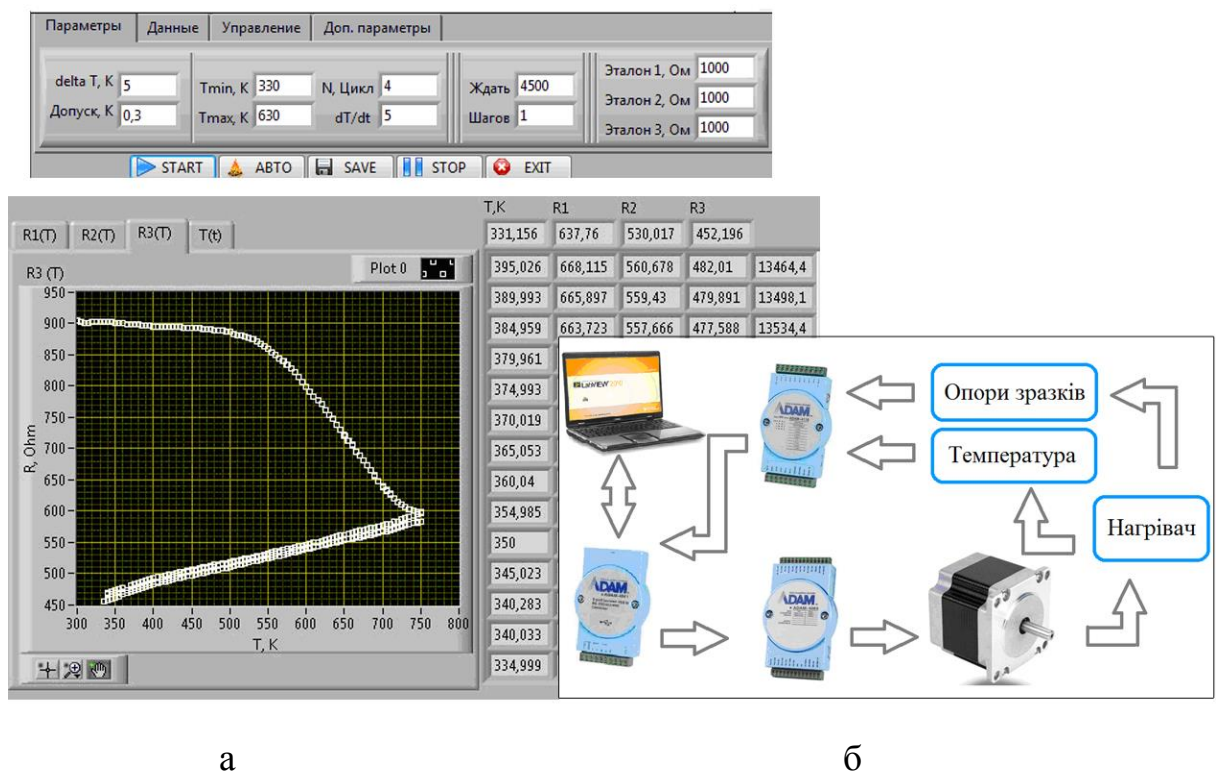 Параметры Данные Управление Доп. параметры
delta T, K 5
Допуск, K 0,3
Tmin, K 330
Tmax, K 630
N, Цикл 4
dT/dt 5
Ждать 4500
Шагов 1
Эталон 1, Ом 1000
Эталон 2, Ом 1000
Эталон 3, Ом 1000
START АВТО SAVE STOP EXIT
R1(T) R2(T) R3(T) T(t)
R3 (T)
Plot 0
R, Ohm
950
900
850
800
750
700
650
600
550
500
450
300 350 400 450 500 550 600 650 700 750 800
T, K
T,K R1 R2 R3
331,156 637,76 530,017 452,196
395,026 668,115 560,678 482,01 13464,4
389,993 665,897 559,43 479,891 13498,1
384,959 663,723 557,666 477,588 13534,4
379,961
374,993
370,019
365,053
360,04
354,985
350
345,023
340,283
340,033
334,999
LabVIEW
ADAM
Опори зразків
Температура
Нагрівач
ADAM
ADAM
а
б